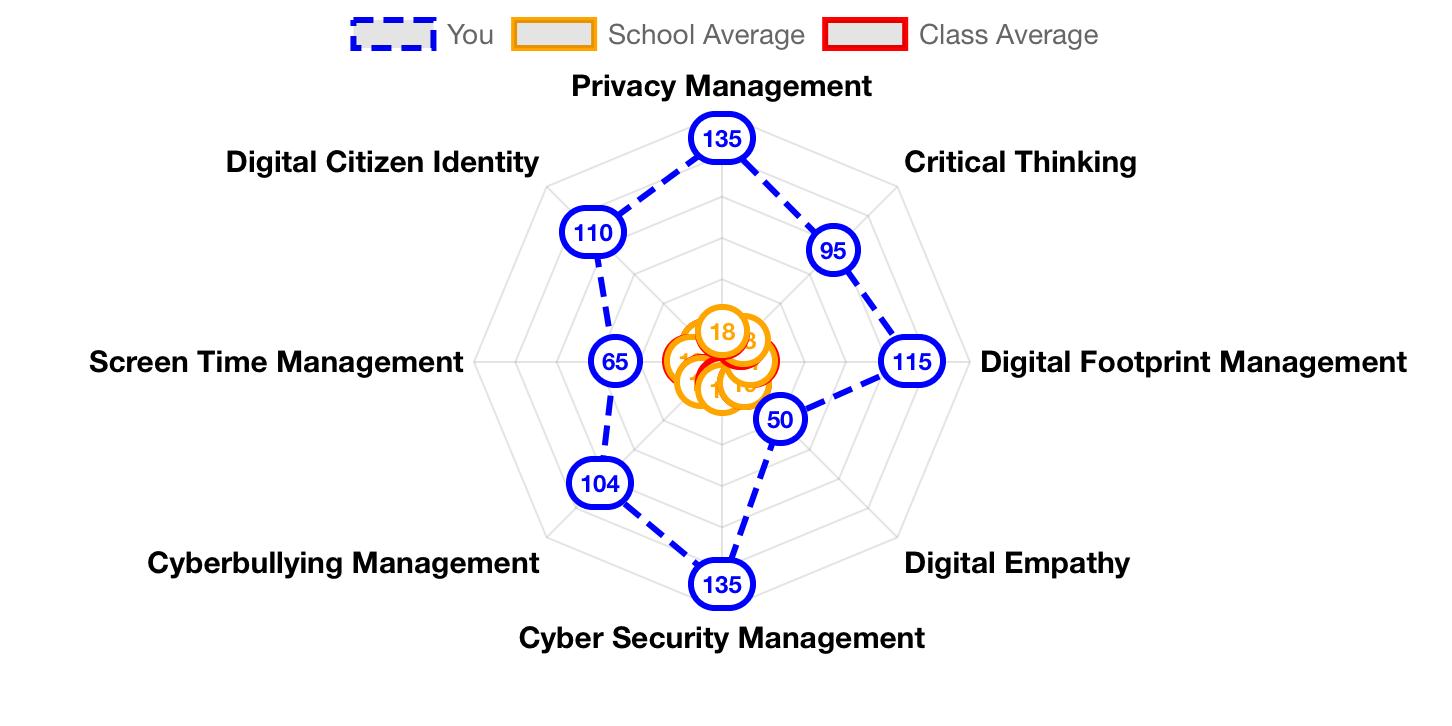 You School Average Class Average
Privacy Management
135
Digital Citizen Identity Critical Thinking
110 95
18
Screen Time Management 65 115 Digital Footprint Management
50
104
Cyberbullying Management Digital Empathy
135
Cyber Security Management